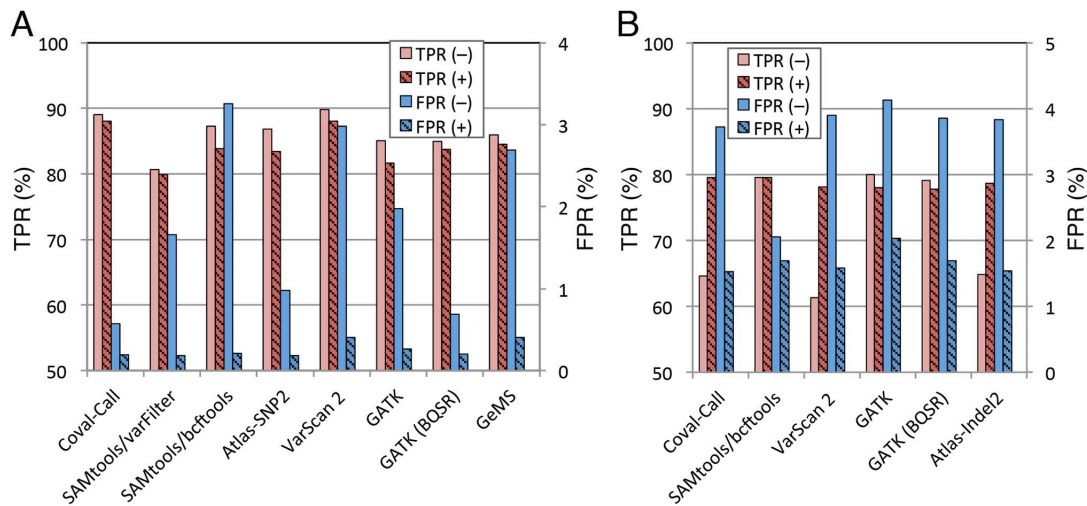 A
B
100
90
80
70
60
50
TPR (%)
4
3
2
1
0
FPR (%)
TPR (–)
TPR (+)
FPR (–)
FPR (+)
Coval-Call
SAMtools/varFilter
SAMtools/bcftools
Atlas-SNP2
VarScan 2
GATK
GATK (BQSR)
GeMS
100
90
80
70
60
50
TPR (%)
5
4
3
2
1
0
FPR (%)
TPR (–)
TPR (+)
FPR (–)
FPR (+)
Coval-Call
SAMtools/bcftools
VarScan 2
GATK
GATK (BQSR)
Atlas-Indel2